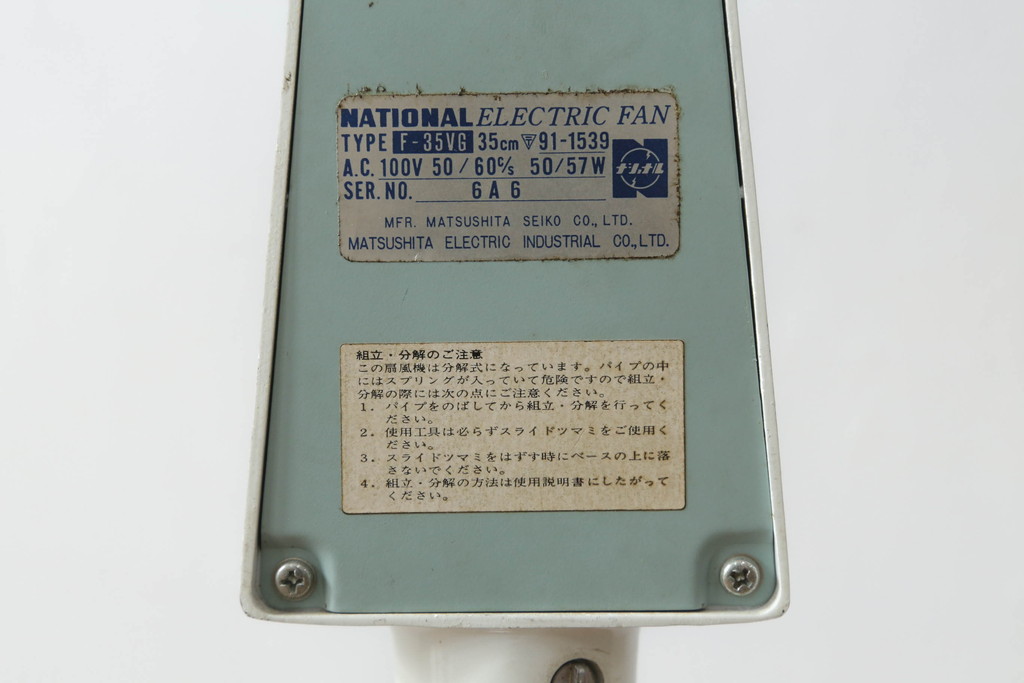 NATIONAL ELECTRIC FAN
TYPE F-35VG 35cm 〒 91-1539
A.C. 100V 50/60c/s 50/57W
ナショナル
SER. NO. 6A6
MFR. MATSUSHITA SEIKO CO., LTD.
MATSUSHITA ELECTRIC INDUSTRIAL CO., LTD.
組立・分解のご注意
この扇風機は分解式になっています。パイプの中
にはスプリングが入っていて危険ですので組立・
分解の際には次の点にご注意ください。
1. パイプをのばしてから組立・分解を行ってく
ださい。
2. 使用工具は必らずスライドツマミをご使用く
ださい。
3. スライドツマミをはずす時にベースの上に落
さないでください。
4. 組立・分解の方法は使用説明書にしたがって
ください。